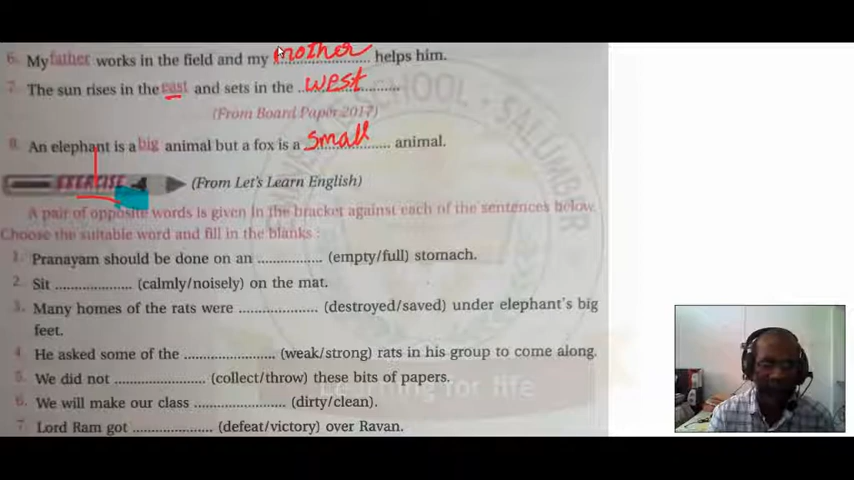 6. My father works in the field and my mother helps him.
7. The sun rises in the east and sets in the ..west..........
(From Board Paper 2017)
8. An elephant is a big animal but a fox is a ..small........ animal.
EXERCISE - 4 (From Let's Learn English)
A pair of opposite words is given in the bracket against each of the sentences below.
Choose the suitable word and fill in the blanks :
1. Pranayam should be done on an .................. (empty/full) stomach.
2. Sit ..................... (calmly/noisely) on the mat.
3. Many homes of the rats were ..................... (destroyed/saved) under elephant's big
feet.
4. He asked some of the ........................ (weak/strong) rats in his group to come along.
5. We did not ........................ (collect/throw) these bits of papers.
6. We will make our class ........................ (dirty/clean).
7. Lord Ram got ..................... (defeat/victory) over Ravan.
SCHOOL - SALUMBAR
Learning for life